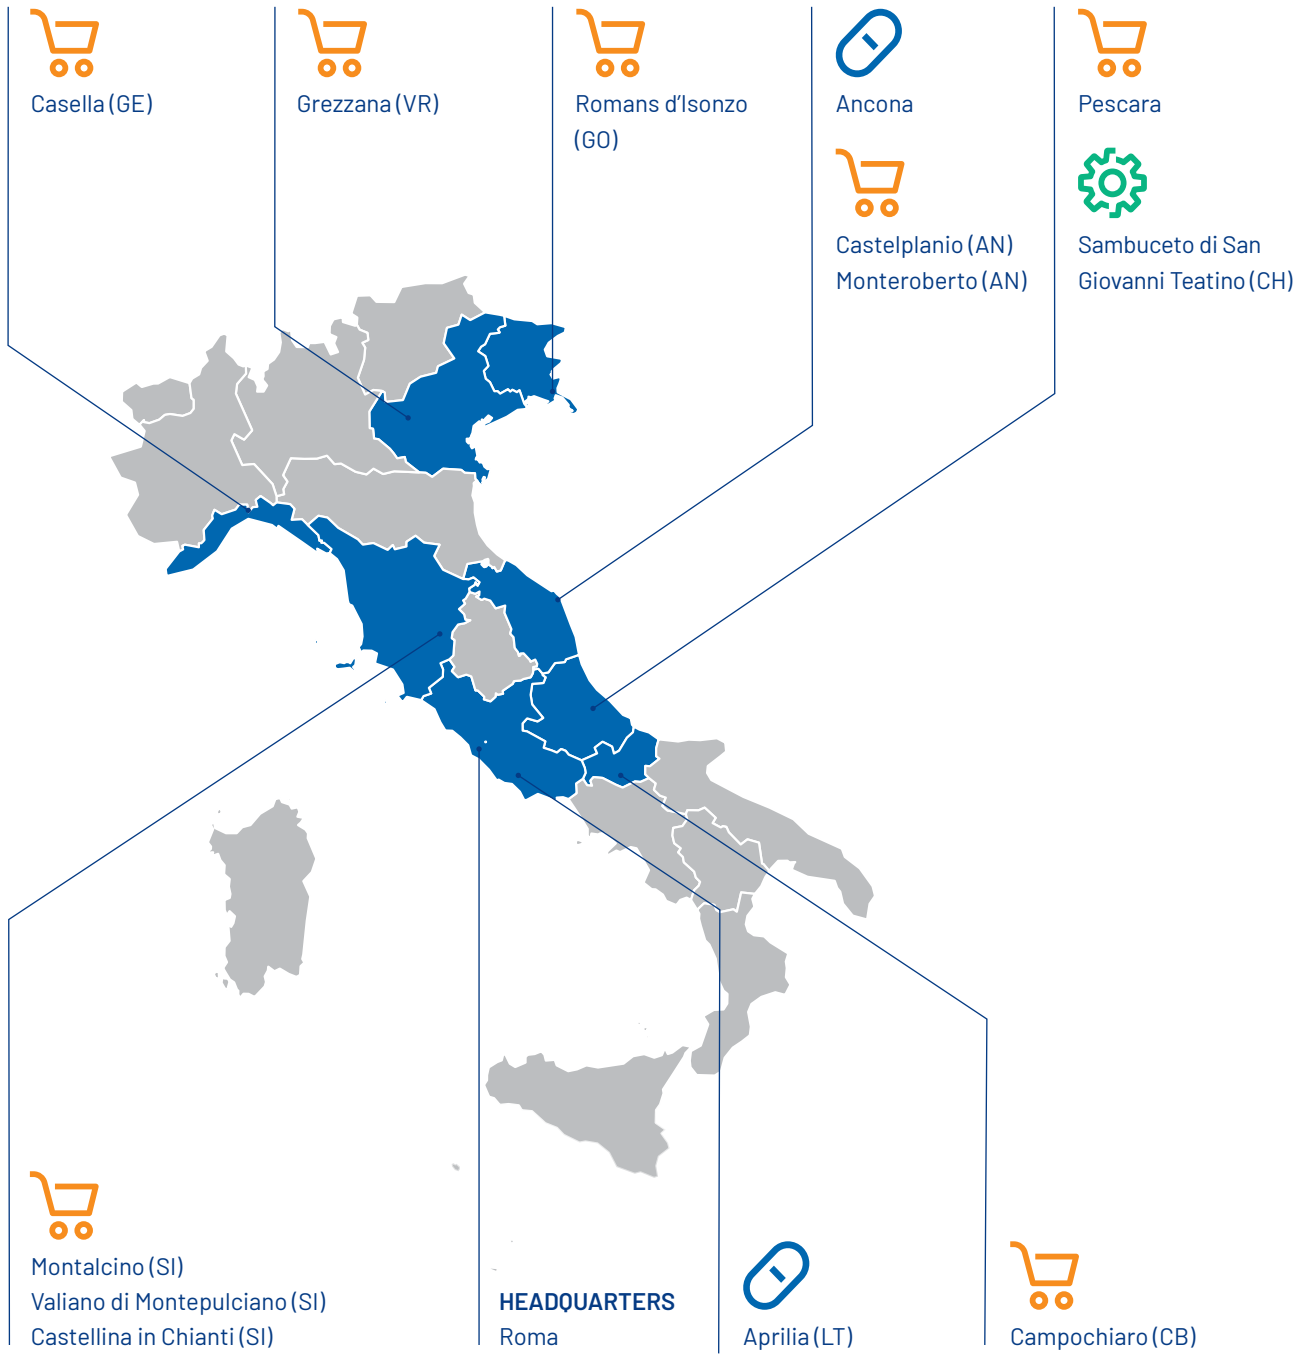 Casella (GE)
Grezzana (VR)
Romans d’Isonzo
(GO)
Ancona
Castelplanio (AN)
Monteroberto (AN)
Pescara
Sambuceto di San
Giovanni Teatino (CH)
Montalcino (SI)
Valiano di Montepulciano (SI)
Castellina in Chianti (SI)
HEADQUARTERS
Roma
Aprilia (LT)
Campochiaro (CB)